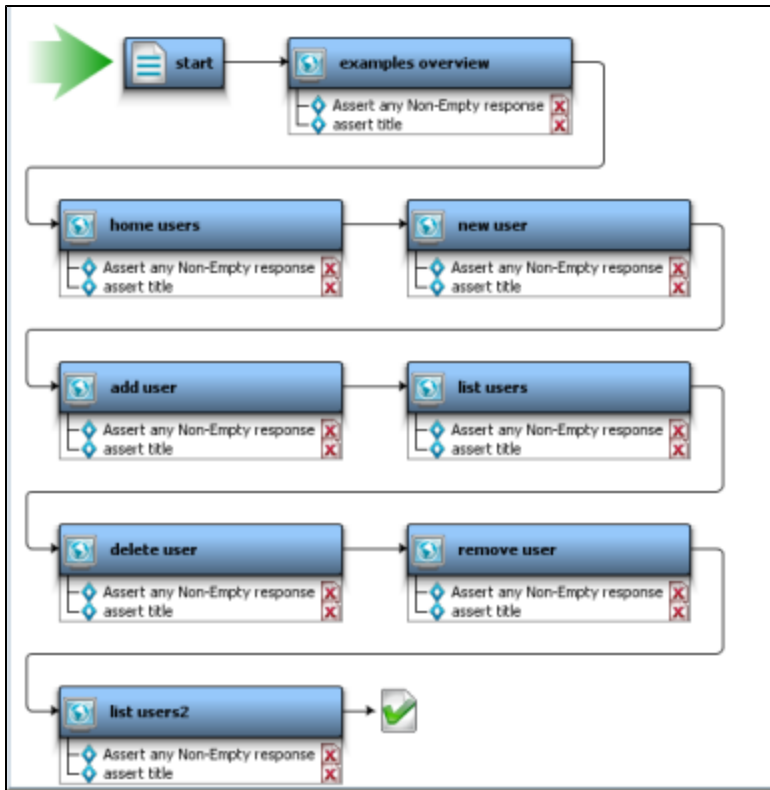 start
examples overview
Assert any Non-Empty response
assert title
home users
Assert any Non-Empty response
assert title
new user
Assert any Non-Empty response
assert title
add user
Assert any Non-Empty response
assert title
list users
Assert any Non-Empty response
assert title
delete user
Assert any Non-Empty response
assert title
remove user
Assert any Non-Empty response
assert title
list users2
Assert any Non-Empty response
assert title